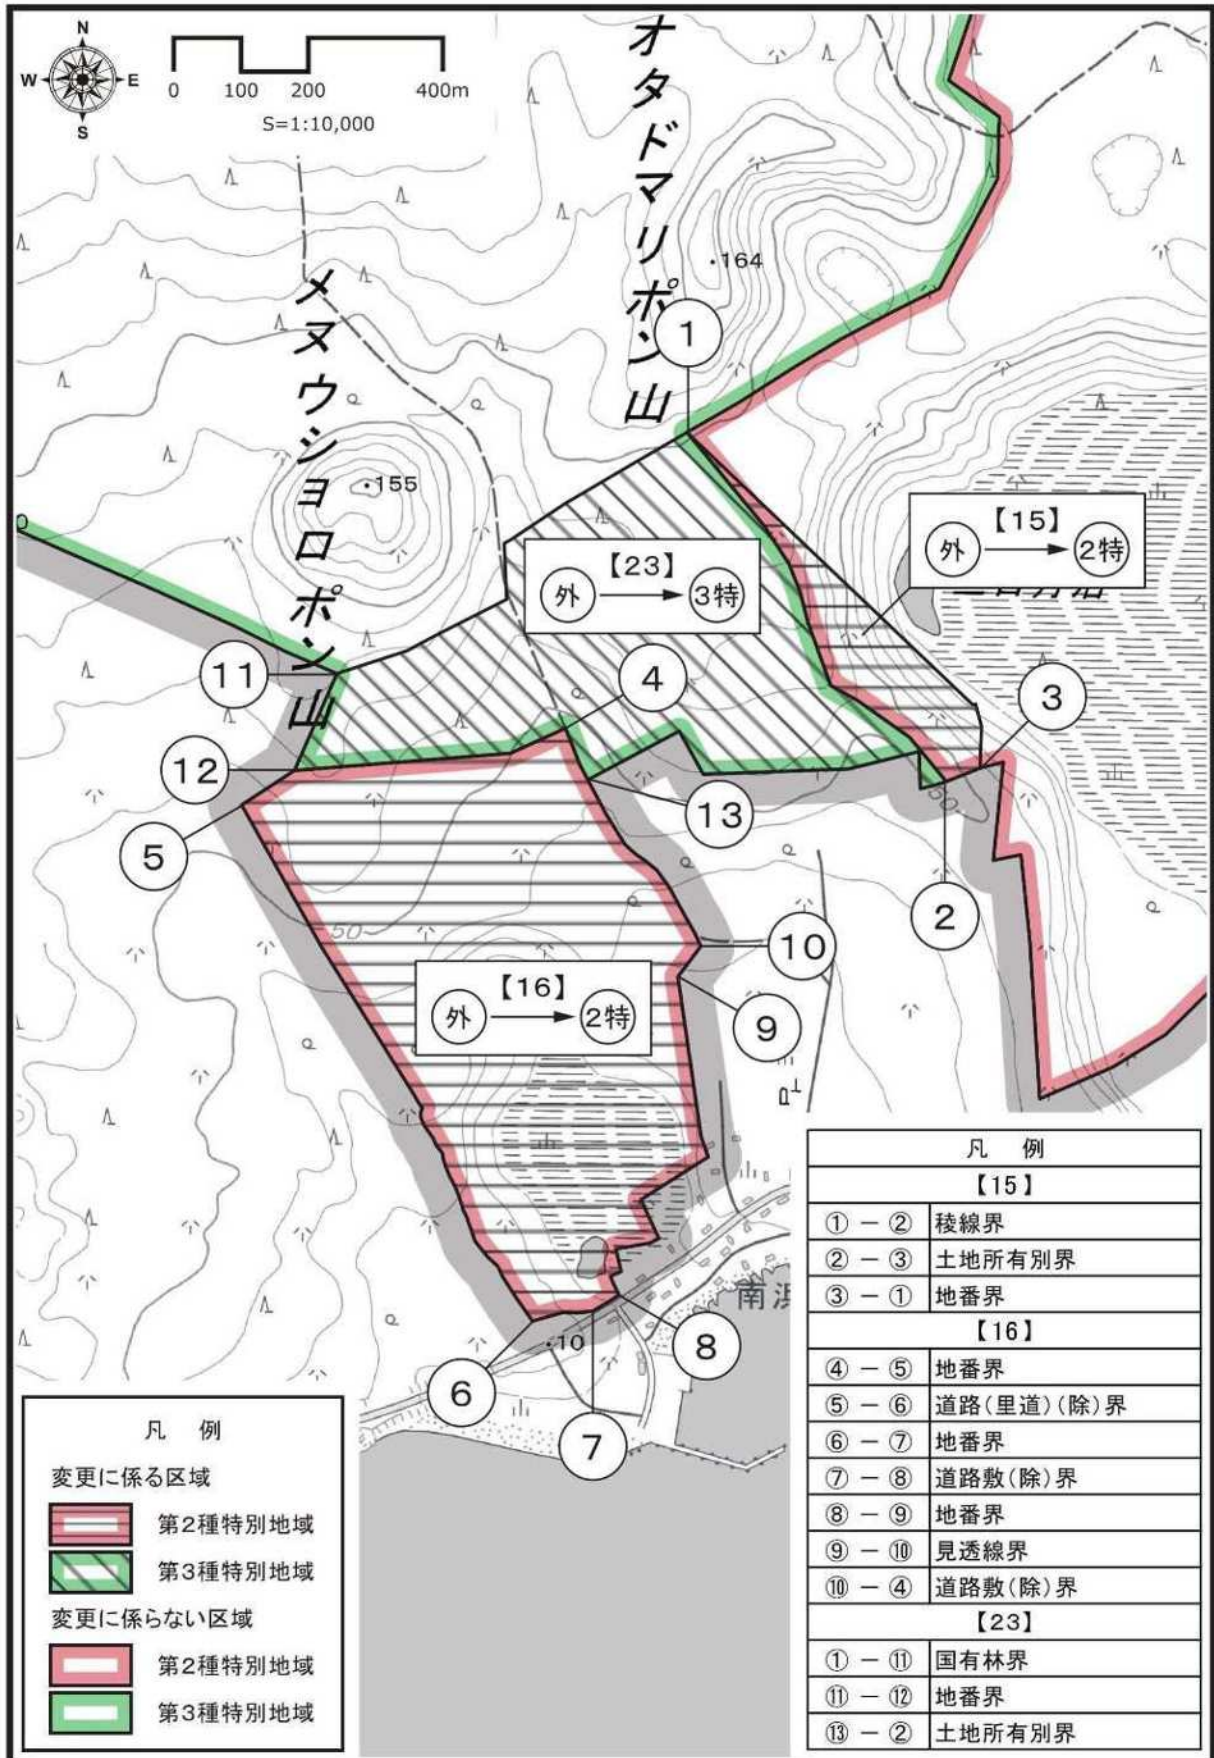 N
W
E
S
0 100 200 400m
S=1:10,000
オタドマリポン山
メヌウショロポン山
164
155
1
【15】
外 → 2特
【23】
外 → 3特
11
4
3
12
13
5
2
50
50
10
【16】
外 → 2特
9
南浜
8
10
6
7
凡 例
【15】
① － ② 稜線界
② － ③ 土地所有別界
③ － ① 地番界
【16】
④ － ⑤ 地番界
⑤ － ⑥ 道路(里道)(除)界
⑥ － ⑦ 地番界
⑦ － ⑧ 道路敷(除)界
⑧ － ⑨ 地番界
⑨ － ⑩ 見透線界
⑩ － ④ 道路敷(除)界
【23】
① － ⑪ 国有林界
⑪ － ⑫ 地番界
⑬ － ② 土地所有別界
凡 例
変更に係る区域
第2種特別地域
第3種特別地域
変更に係らない区域
第2種特別地域
第3種特別地域